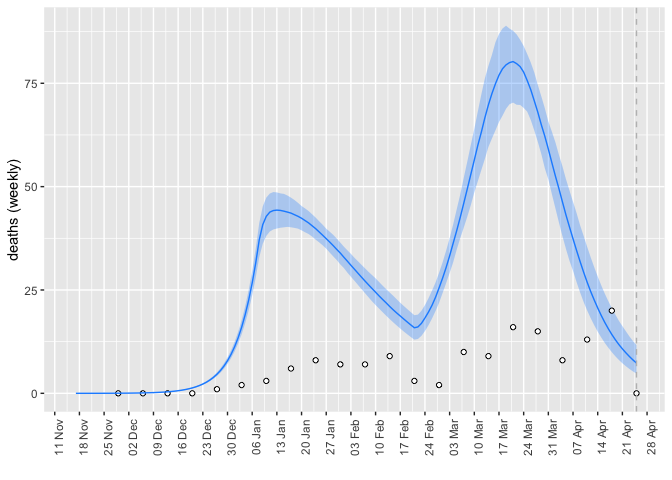 deaths (weekly)
75
50
25
0
11 Nov
18 Nov
25 Nov
02 Dec
09 Dec
16 Dec
23 Dec
30 Dec
06 Jan
13 Jan
20 Jan
27 Jan
03 Feb
10 Feb
17 Feb
24 Feb
03 Mar
10 Mar
17 Mar
24 Mar
31 Mar
07 Apr
14 Apr
21 Apr
28 Apr